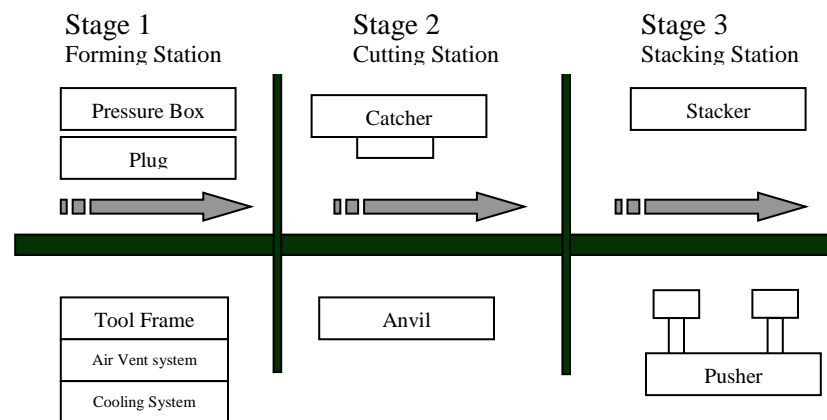 Stage 1
Forming Station
Stage 2
Cutting Station
Stage 3
Stacking Station
Pressure Box
Plug
Catcher
Stacker
Tool Frame
Air Vent system
Cooling System
Anvil
Pusher